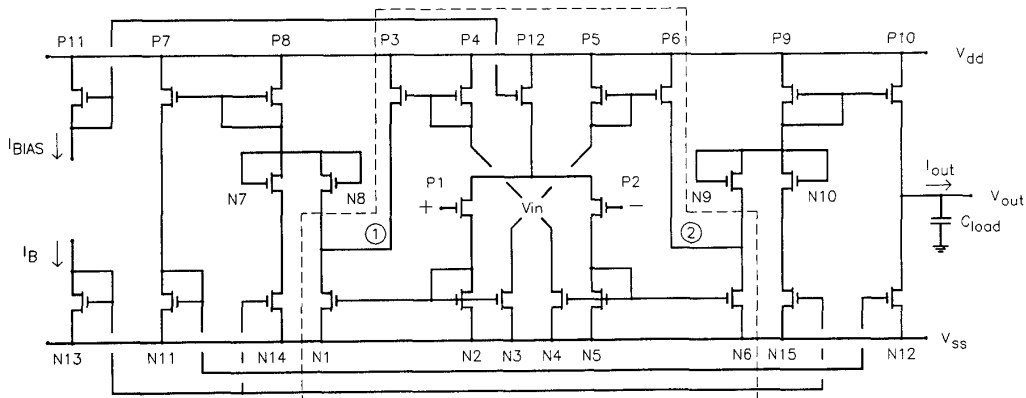 P11 P7 P8 P3 P4 P12 P5 P6 P9 P10
Vdd
IBIAS
N7 N8 P1 P2 N9 N10
Iout
+ Vin −
Vout
1 2
Cload
IB
N13 N11 N14 N1 N2 N3 N4 N5 N6 N15 N12
Vss